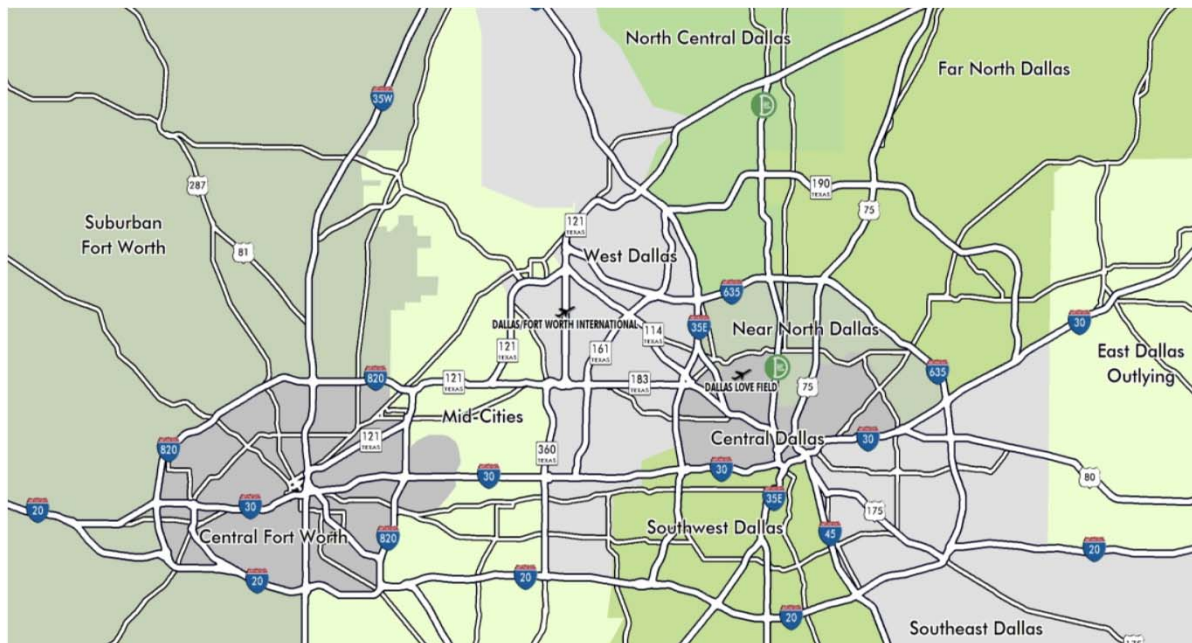 North Central Dallas
Far North Dallas
35W
287
190
TEXAS
Suburban
Fort Worth
75
121
TEXAS
81
West Dallas
635
DALLAS/FORT WORTH INTERNATIONAL
114
TEXAS
35E
Near North Dallas
30
121
TEXAS
161
TEXAS
East Dallas
Outlying
820
121
TEXAS
183
TEXAS
DALLAS LOVE FIELD
75
635
Mid-Cities
121
TEXAS
Central Dallas
30
820
360
TEXAS
30
30
80
20
30
35E
175
Central Fort Worth
820
Southwest Dallas
45
20
20
20
20
Southeast Dallas
175